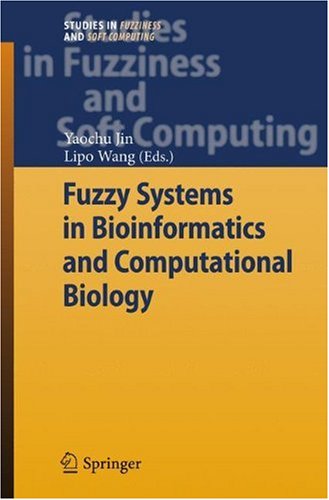 STUDIES IN FUZZINESS
AND SOFT COMPUTING
Studies
in Fuzziness
and
Soft Computing
Yaochu Jin
Lipo Wang (Eds.)
Fuzzy Systems
in Bioinformatics
and Computational
Biology
Springer